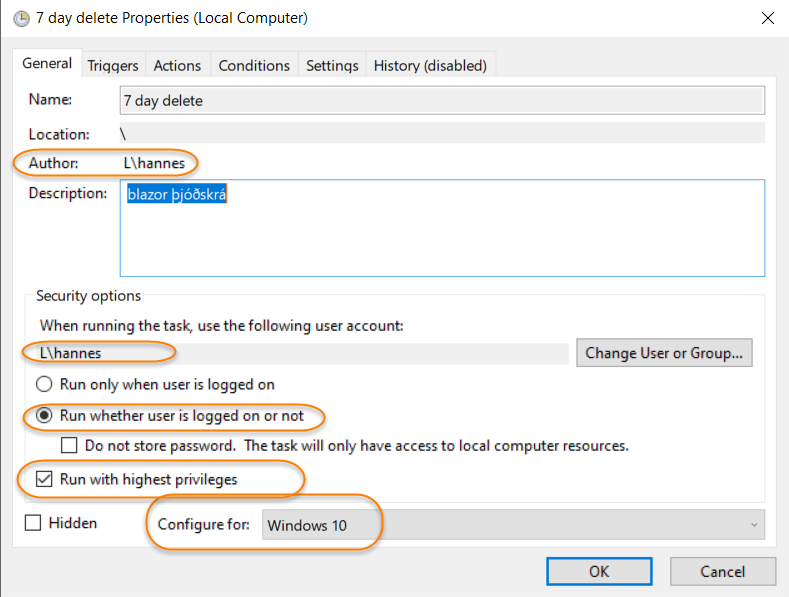 7 day delete Properties (Local Computer)
General Triggers Actions Conditions Settings History (disabled)
Name: 7 day delete
Location: \
Author: L\hannes
Description: blazor þjóðskrá
Security options
When running the task, use the following user account:
L\hannes Change User or Group...
Run only when user is logged on
Run whether user is logged on or not
Do not store password. The task will only have access to local computer resources.
Run with highest privileges
Hidden Configure for: Windows 10
OK Cancel